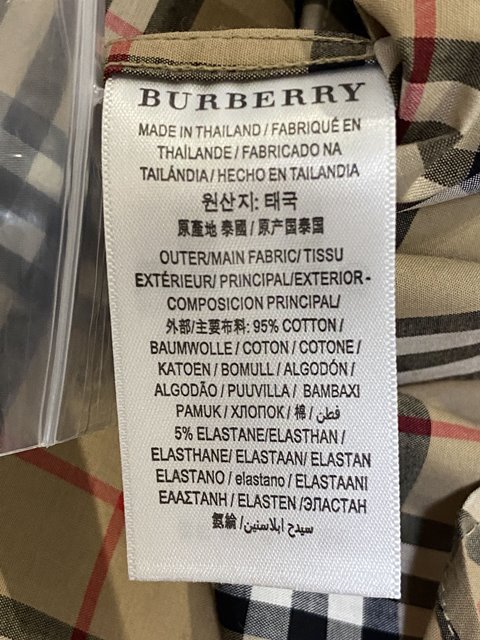 BURBERRY
MADE IN THAILAND / FABRIQUÉ EN
THAÏLANDE / FABRICADO NA
TAILÁNDIA / HECHO EN TAILANDIA
원산지: 태국
原產地 泰國 / 原产国泰国
OUTER/MAIN FABRIC/ TISSU
EXTÉRIEUR/ PRINCIPAL/EXTERIOR-
COMPOSICION PRINCIPAL/
外部/主要布料: 95% COTTON /
BAUMWOLLE / COTON / COTONE /
KATOEN / BOMULL / ALGODÓN /
ALGODÃO / PUUVILLA / BAMBAXI
PAMUK / ХЛОПОК / 棉 / قطن
5% ELASTANE/ELASTHAN /
ELASTHANE/ ELASTAAN/ ELASTAN
ELASTANO / elastano / ELASTAANI
ΕΛΑΣΤΑΝΗ / ELASTEN /ЭЛАСТАН
氨綸/ سيدح ابلاستين